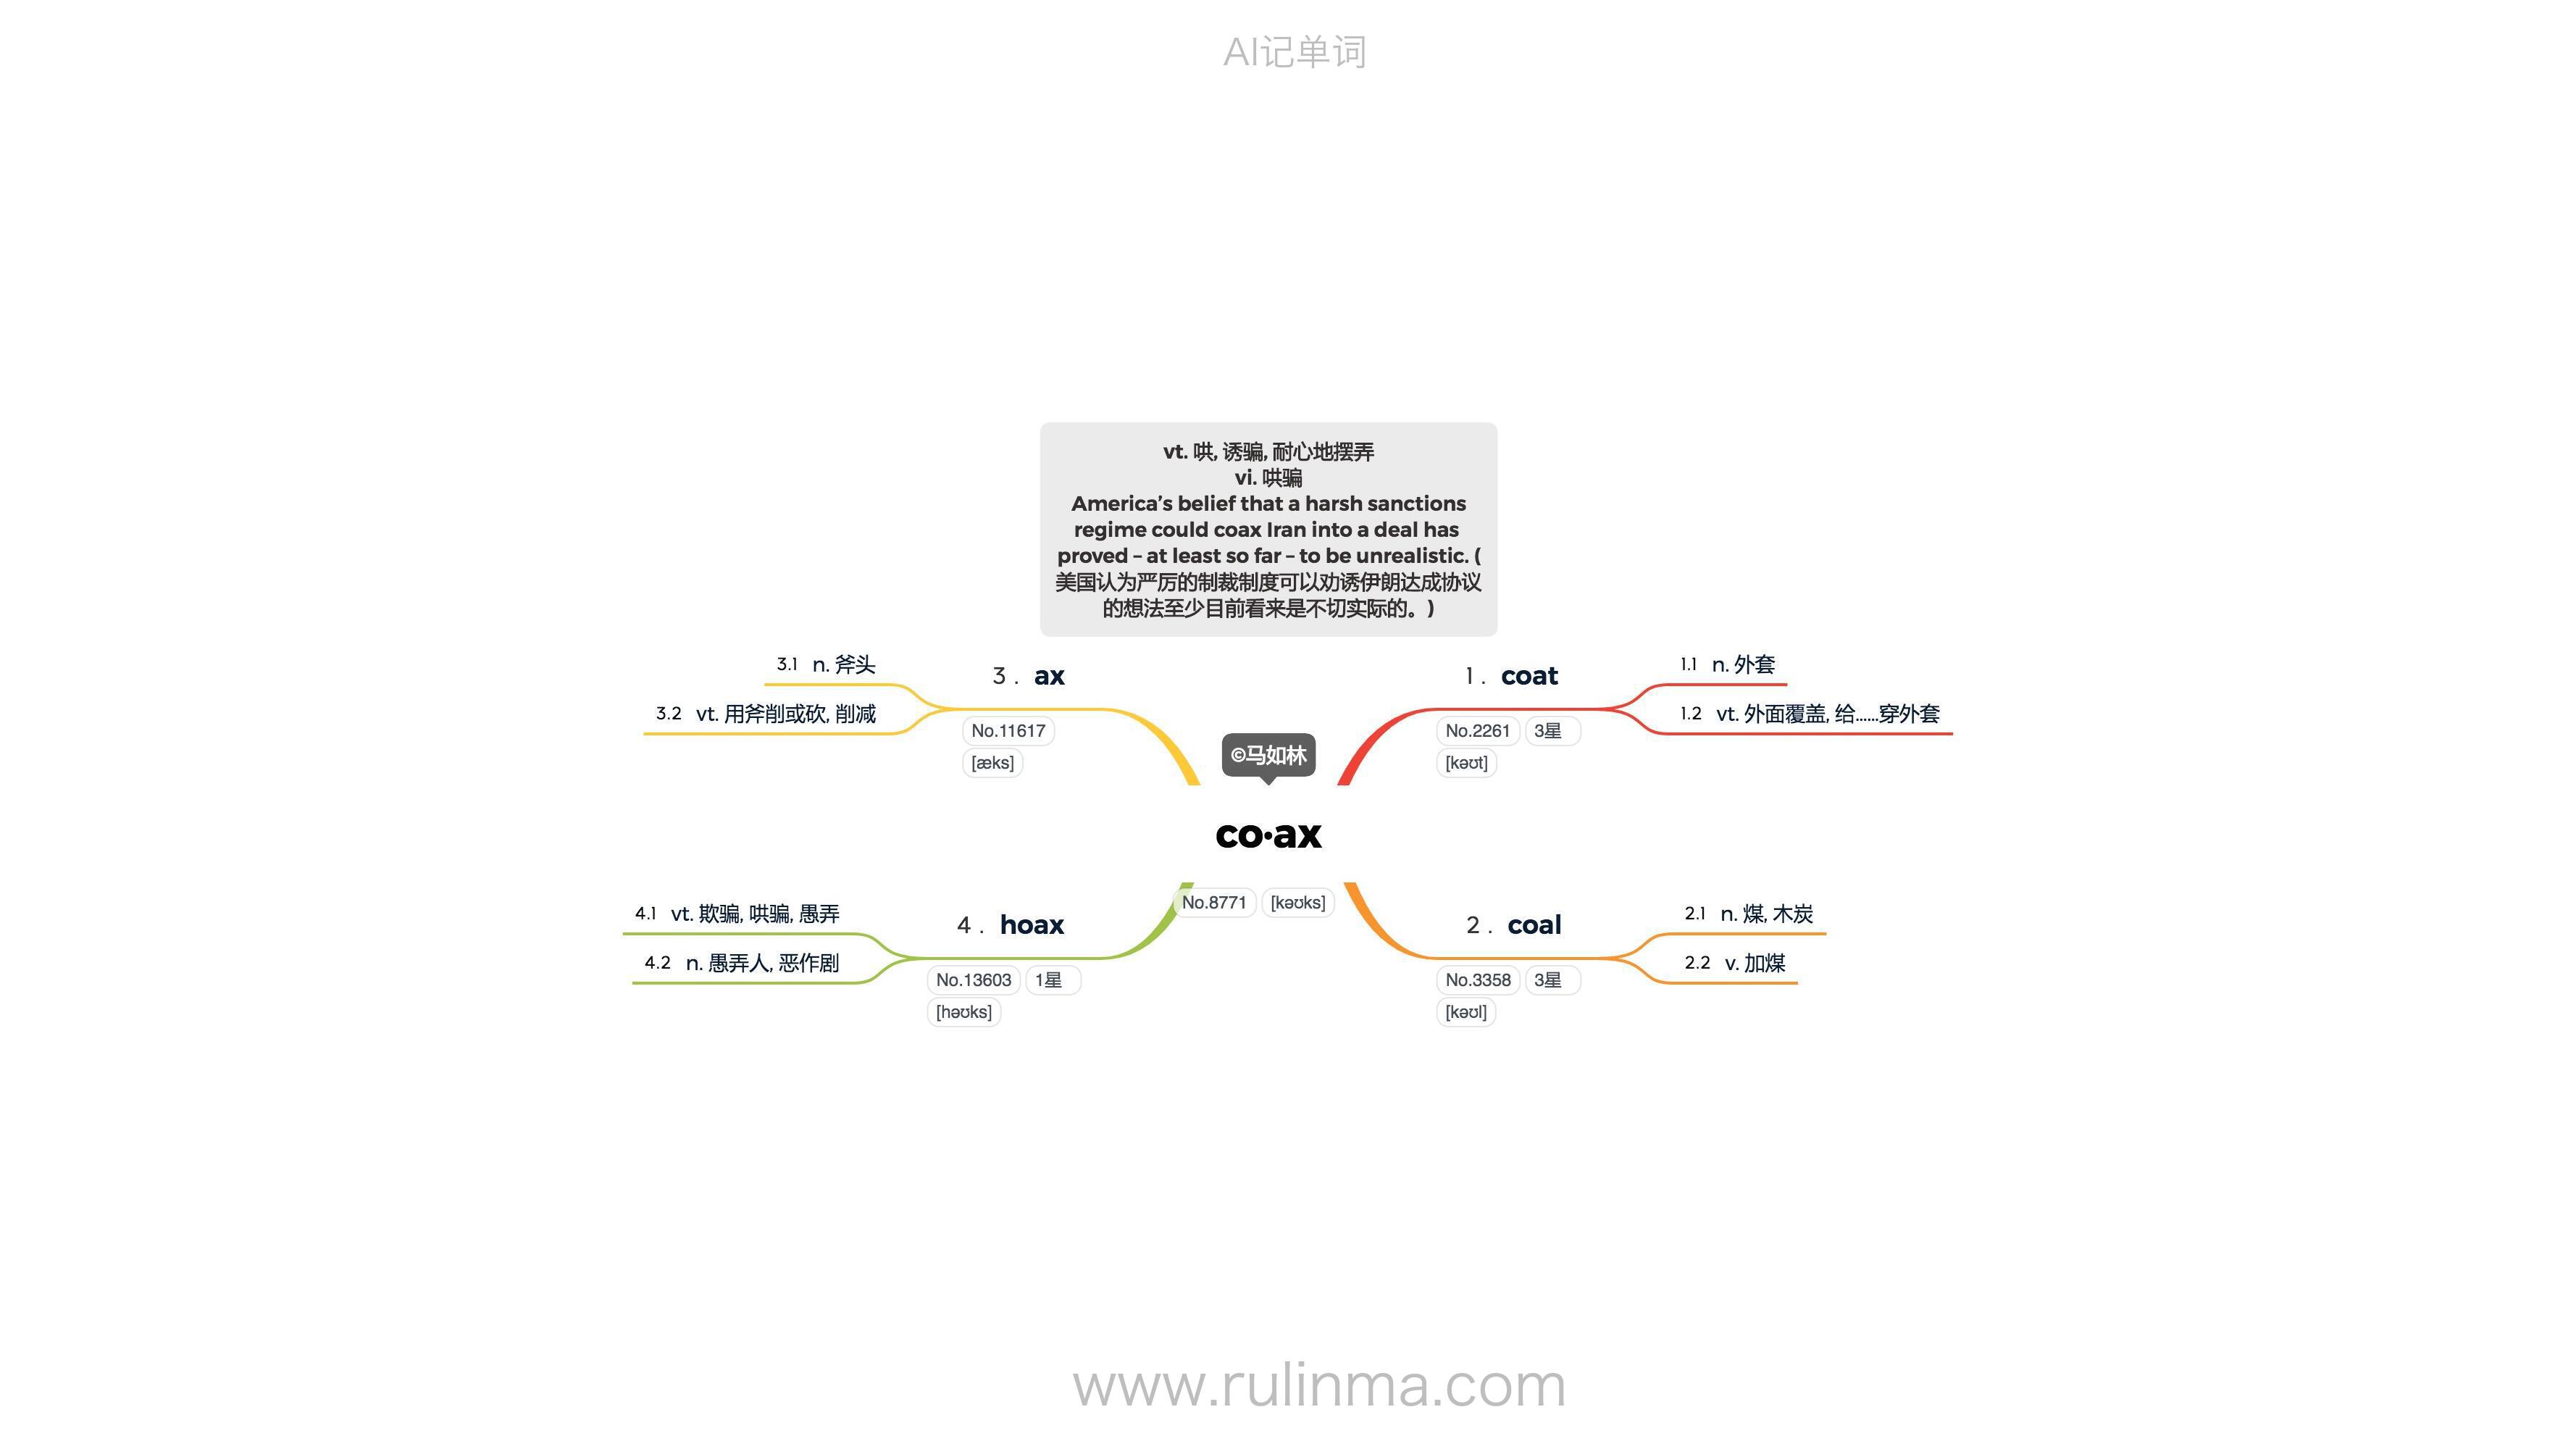 AI记单词
vt. 哄, 诱骗, 耐心地摆弄
vi. 哄骗
America’s belief that a harsh sanctions
regime could coax Iran into a deal has
proved – at least so far – to be unrealistic. (
美国认为严厉的制裁制度可以劝诱伊朗达成协议
的想法至少目前看来是不切实际的。)
©马如林
co·ax
No.8771 [kəʊks]
1. coat
No.2261 3星
[kəʊt]
1.1 n. 外套
1.2 vt. 外面覆盖, 给……穿外套
2. coal
No.3358 3星
[kəʊl]
2.1 n. 煤, 木炭
2.2 v. 加煤
3. ax
No.11617
[æks]
3.1 n. 斧头
3.2 vt. 用斧削或砍, 削减
4. hoax
No.13603 1星
[həʊks]
4.1 vt. 欺骗, 哄骗, 愚弄
4.2 n. 愚弄人, 恶作剧
www.rulinma.com